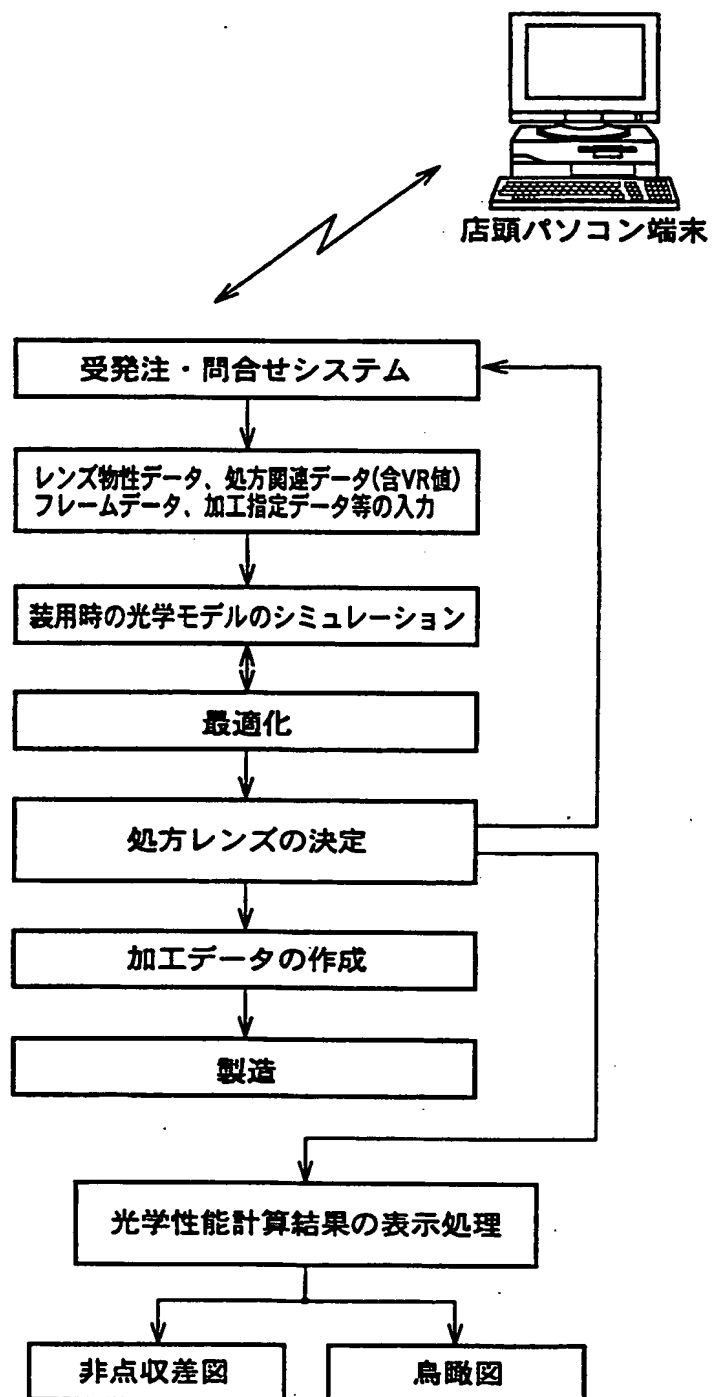 店頭パソコン端末
受発注・問合せシステム
レンズ物性データ、処方関連データ(含VR値)
フレームデータ、加工指定データ等の入力
装用時の光学モデルのシミュレーション
最適化
処方レンズの決定
加工データの作成
製造
光学性能計算結果の表示処理
非点収差図
鳥瞰図